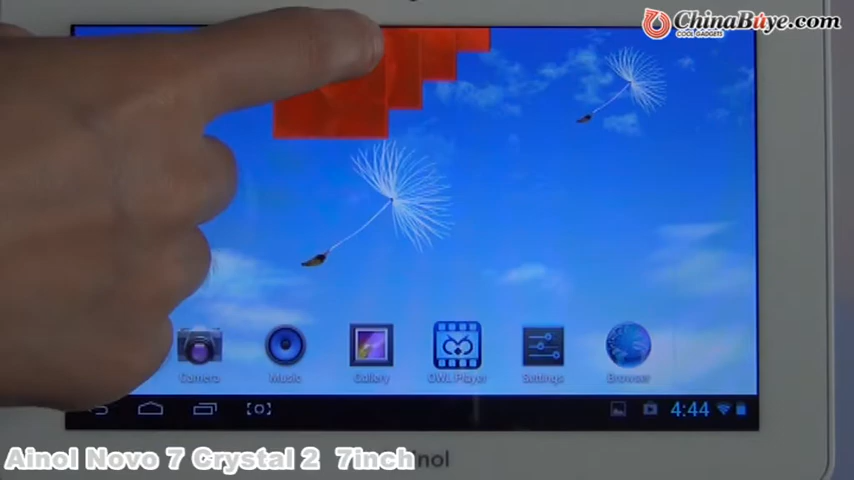 ChinaBuye.com
COOL GADGETS
Camera
Music
Gallery
OWL Player
Settings
Browser
4:44
Ainol Novo 7 Crystal 2 7inch
inol